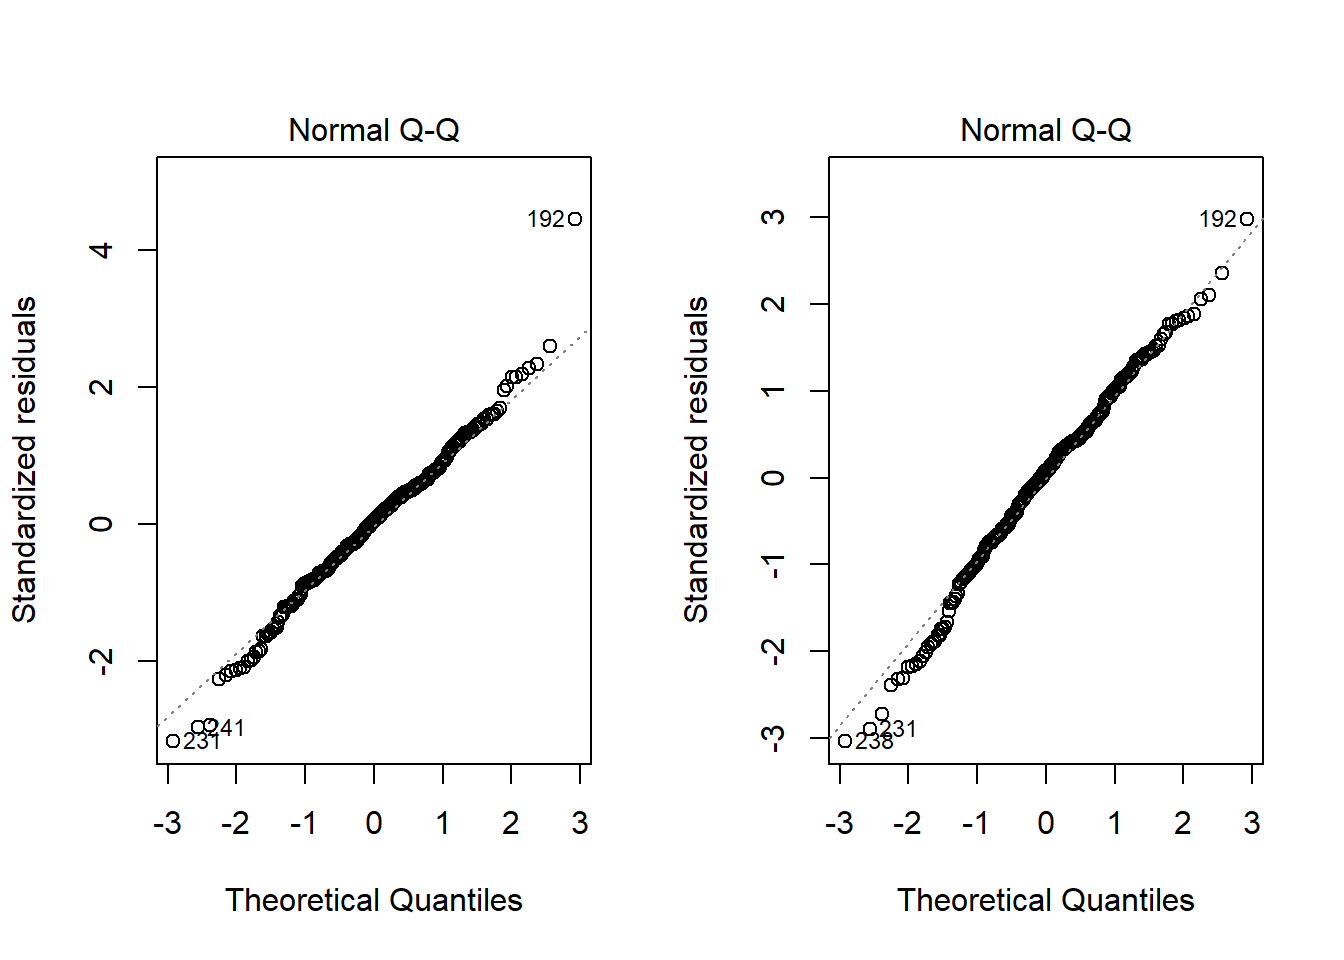 Normal Q-Q
Standardized residuals
4
2
0
-2
192
241
231
-3 -2 -1 0 1 2 3
Theoretical Quantiles
Normal Q-Q
Standardized residuals
3
2
1
0
-1
-2
-3
192
231
238
-3 -2 -1 0 1 2 3
Theoretical Quantiles